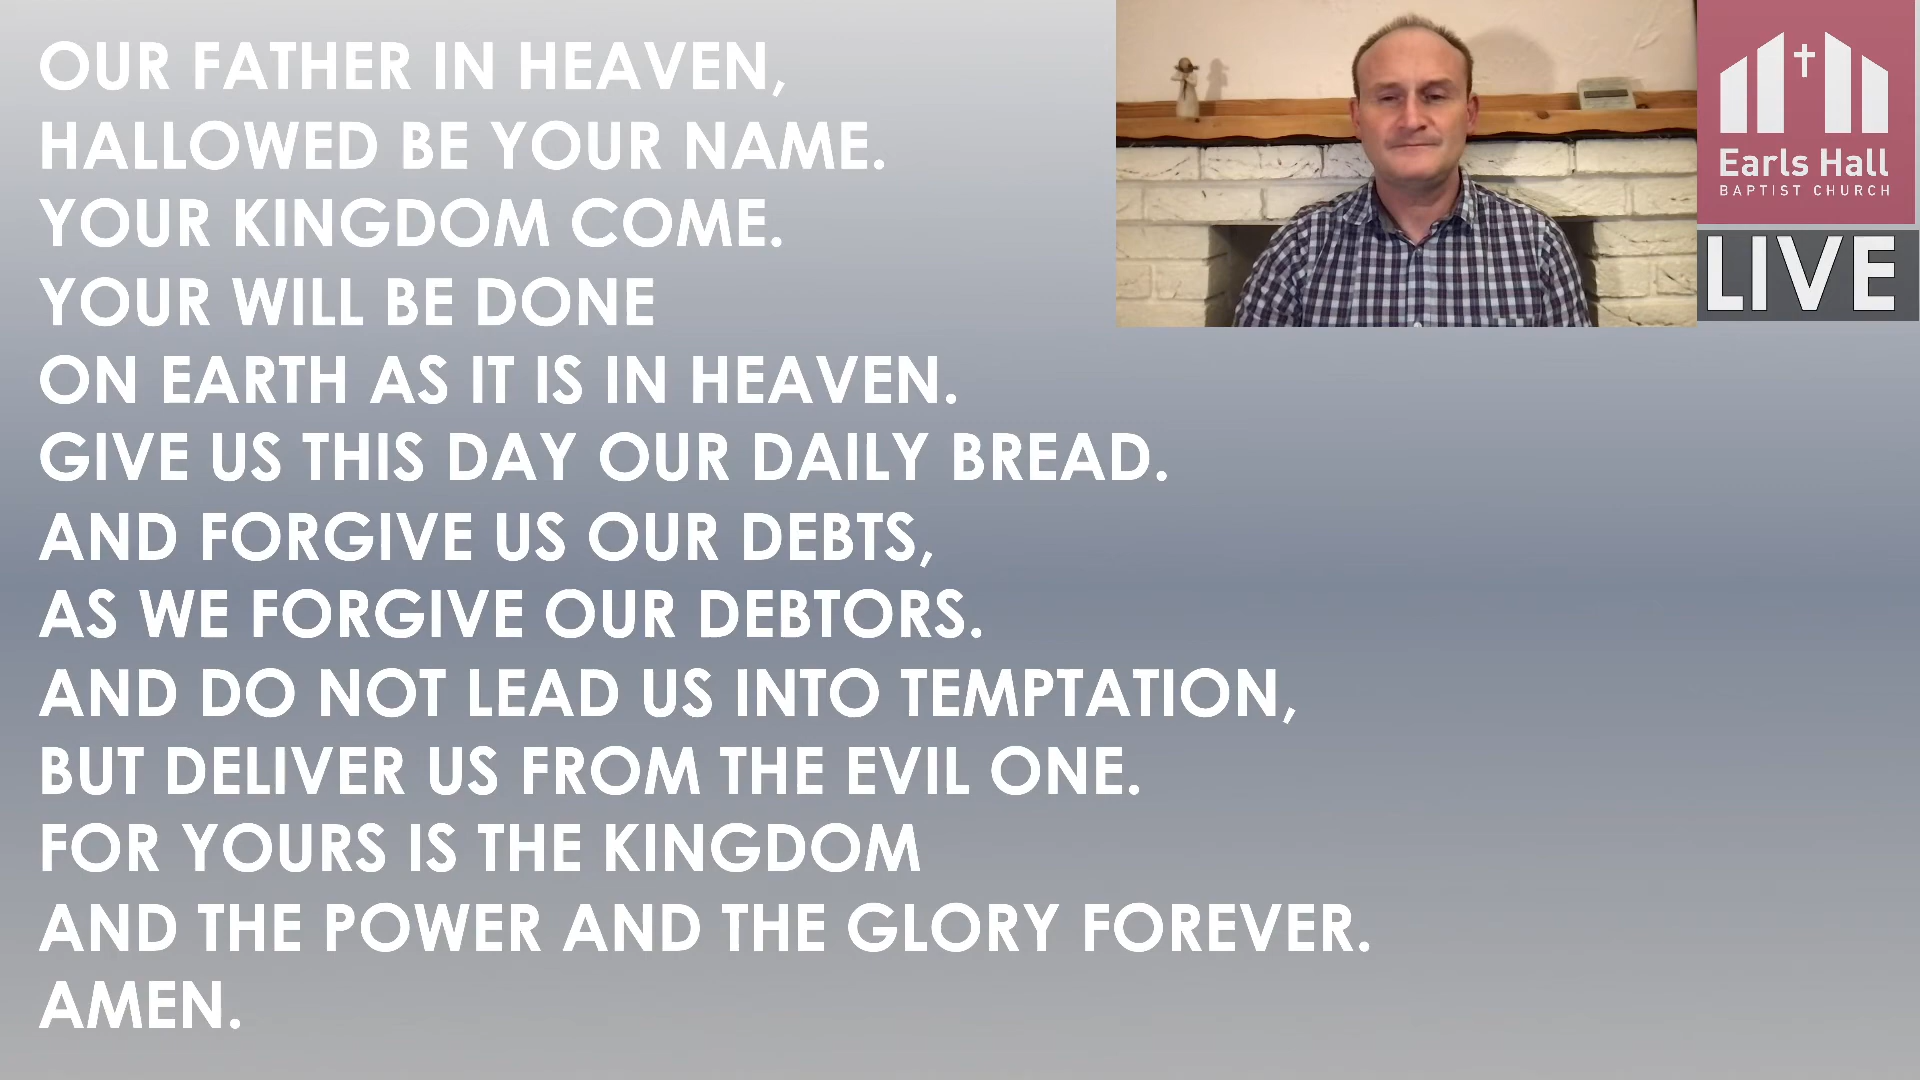 OUR FATHER IN HEAVEN,
HALLOWED BE YOUR NAME.
YOUR KINGDOM COME.
YOUR WILL BE DONE
ON EARTH AS IT IS IN HEAVEN.
GIVE US THIS DAY OUR DAILY BREAD.
AND FORGIVE US OUR DEBTS,
AS WE FORGIVE OUR DEBTORS.
AND DO NOT LEAD US INTO TEMPTATION,
BUT DELIVER US FROM THE EVIL ONE.
FOR YOURS IS THE KINGDOM
AND THE POWER AND THE GLORY FOREVER.
AMEN.
Earls Hall
BAPTIST CHURCH
LIVE